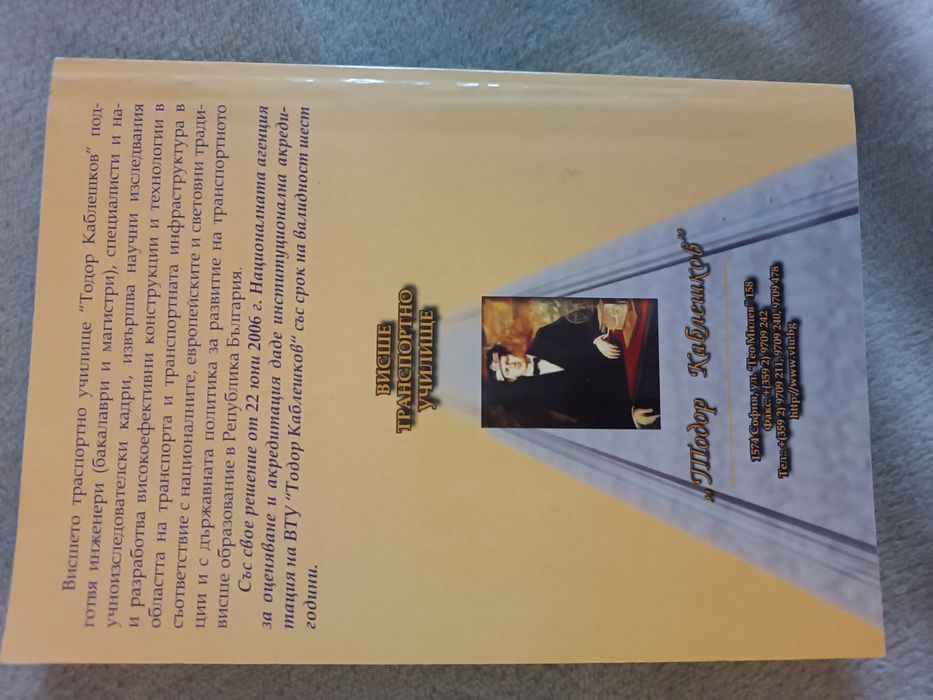 Висшето траспортно училище "Тодор Каблешков" под-
готвя инженери (бакалаври и магистри), специалисти и на-
учноизследователски кадри, извършва научни изследвания
и разработва високоефективни конструкции и технологии в
областта на транспорта и транспортната инфраструктура в
съответствие с националните, европейските и световни тради-
ции и с държавната политика за развитие на транспортното
висше образование в Република България.
Със свое решение от 22 юни 2006 г. Националната агенция
за оценяване и акредитация даде институционална акреди-
тация на ВТУ "Тодор Каблешков" със срок на валидност шест
години.
ВИСШЕ
ТРАНСПОРТНО
УЧИЛИЩЕ
„Тодор Каблешков“
1574 София, ул. "Гео Милев" 158
Факс: +(359 2) 9709 242
Тел.: +(359 2) 9709 211, 9709 240, 9709 478
http://www.vtu.bg